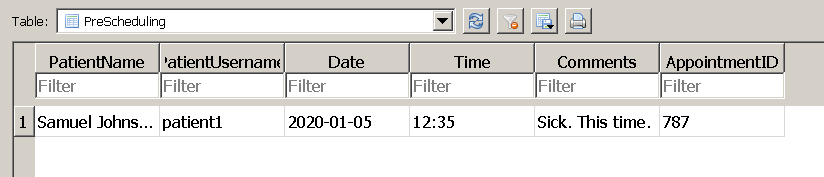 Table: PreScheduling
PatientName PatientUsername Date Time Comments AppointmentID
Filter Filter Filter Filter Filter Filter
1 Samuel Johns... patient1 2020-01-05 12:35 Sick. This time. 787